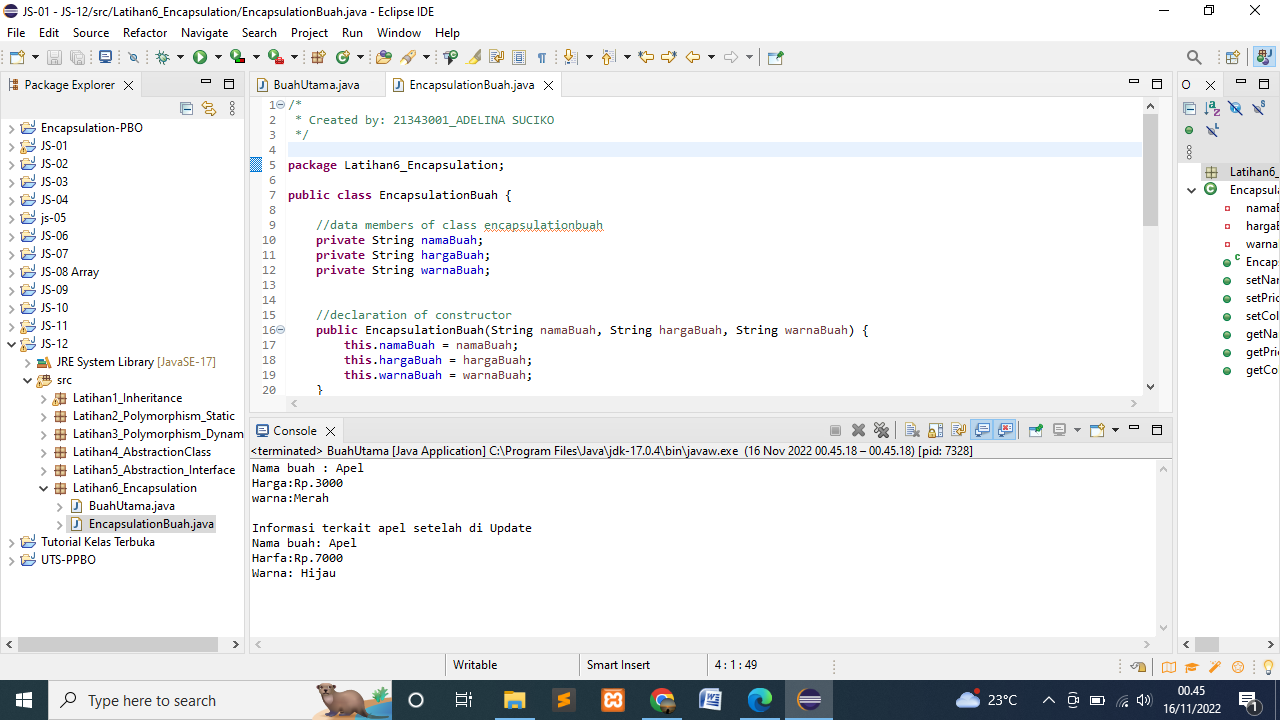 JS-01 - JS-12/src/Latihan6_Encapsulation/EncapsulationBuah.java - Eclipse IDE
File Edit Source Refactor Navigate Search Project Run Window Help
Package Explorer
Encapsulation-PBO
JS-01
JS-02
JS-03
JS-04
js-05
JS-06
JS-07
JS-08 Array
JS-09
JS-10
JS-11
JS-12
JRE System Library [JavaSE-17]
src
Latihan1_Inheritance
Latihan2_Polymorphism_Static
Latihan3_Polymorphism_Dynam
Latihan4_AbstractionClass
Latihan5_Abstraction_Interface
Latihan6_Encapsulation
BuahUtama.java
EncapsulationBuah.java
Tutorial Kelas Terbuka
UTS-PPBO
BuahUtama.java EncapsulationBuah.java
1 /*
2 * Created by: 21343001_ADELINA SUCIKO
3 */
4
5 package Latihan6_Encapsulation;
6
7 public class EncapsulationBuah {
8
9 //data members of class encapsulationbuah
10 private String namaBuah;
11 private String hargaBuah;
12 private String warnaBuah;
13
14
15 //declaration of constructor
16 public EncapsulationBuah(String namaBuah, String hargaBuah, String warnaBuah) {
17 this.namaBuah = namaBuah;
18 this.hargaBuah = hargaBuah;
19 this.warnaBuah = warnaBuah;
20 }
Console
<terminated> BuahUtama [Java Application] C:\Program Files\Java\jdk-17.0.4\bin\javaw.exe (16 Nov 2022 00.45.18 – 00.45.18) [pid: 7328]
Nama buah : Apel
Harga:Rp.3000
warna:Merah
Informasi terkait apel setelah di Update
Nama buah: Apel
Harfa:Rp.7000
Warna: Hijau
O
Latihan6_
Encapsula
namaB
hargaB
warna
Encaps
setNar
setPric
setCol
getNa
getPri
getCo
Writable Smart Insert 4 : 1 : 49
Type here to search
23°C
00.45
16/11/2022
1